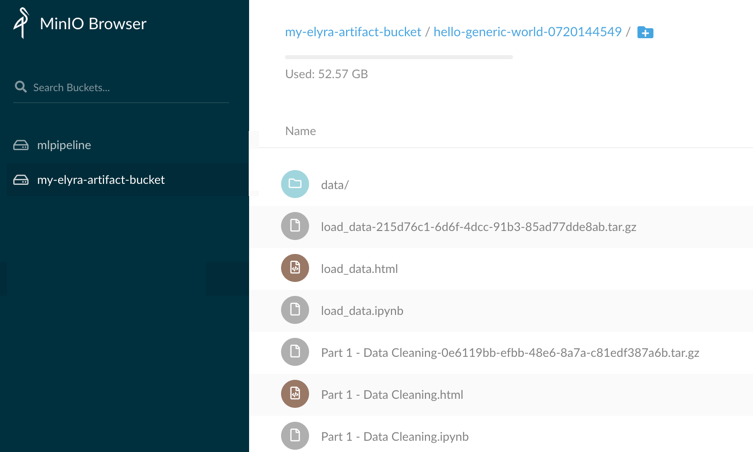 MinIO Browser
Search Buckets...
mlpipeline
my-elyra-artifact-bucket
my-elyra-artifact-bucket / hello-generic-world-0720144549 /
Used: 52.57 GB
Name
data/
load_data-215d76c1-6d6f-4dcc-91b3-85ad77dde8ab.tar.gz
load_data.html
load_data.ipynb
Part 1 - Data Cleaning-0e6119bb-efbb-48e6-8a7a-c81edf387a6b.tar.gz
Part 1 - Data Cleaning.html
Part 1 - Data Cleaning.ipynb